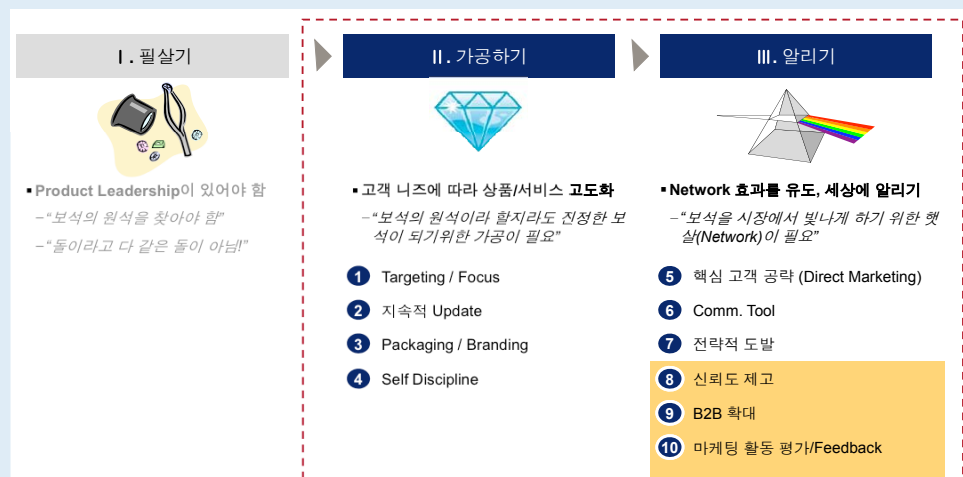 Ⅰ. 필살기
▪ Product Leadership이 있어야 함
–“보석의 원석을 찾아야 함”
–“돌이라고 다 같은 돌이 아님!”
Ⅱ. 가공하기
▪ 고객 니즈에 따라 상품/서비스 고도화
–“보석의 원석이라 할지라도 진정한 보
석이 되기위한 가공이 필요”
1 Targeting / Focus
2 지속적 Update
3 Packaging / Branding
4 Self Discipline
Ⅲ. 알리기
▪ Network 효과를 유도, 세상에 알리기
–“보석을 시장에서 빛나게 하기 위한 햇
살(Network)이 필요”
5 핵심 고객 공략 (Direct Marketing)
6 Comm. Tool
7 전략적 도발
8 신뢰도 제고
9 B2B 확대
10 마케팅 활동 평가/Feedback